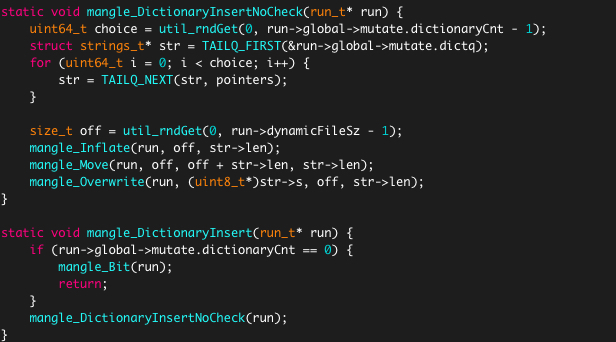 static void mangle_DictionaryInsertNoCheck(run_t* run) {
    uint64_t choice = util_rndGet(0, run->global->mutate.dictionaryCnt - 1);
    struct strings_t* str = TAILQ_FIRST(&run->global->mutate.dictq);
    for (uint64_t i = 0; i < choice; i++) {
        str = TAILQ_NEXT(str, pointers);
    }

    size_t off = util_rndGet(0, run->dynamicFileSz - 1);
    mangle_Inflate(run, off, str->len);
    mangle_Move(run, off, off + str->len, str->len);
    mangle_Overwrite(run, (uint8_t*)str->s, off, str->len);
}

static void mangle_DictionaryInsert(run_t* run) {
    if (run->global->mutate.dictionaryCnt == 0) {
        mangle_Bit(run);
        return;
    }
    mangle_DictionaryInsertNoCheck(run);
}